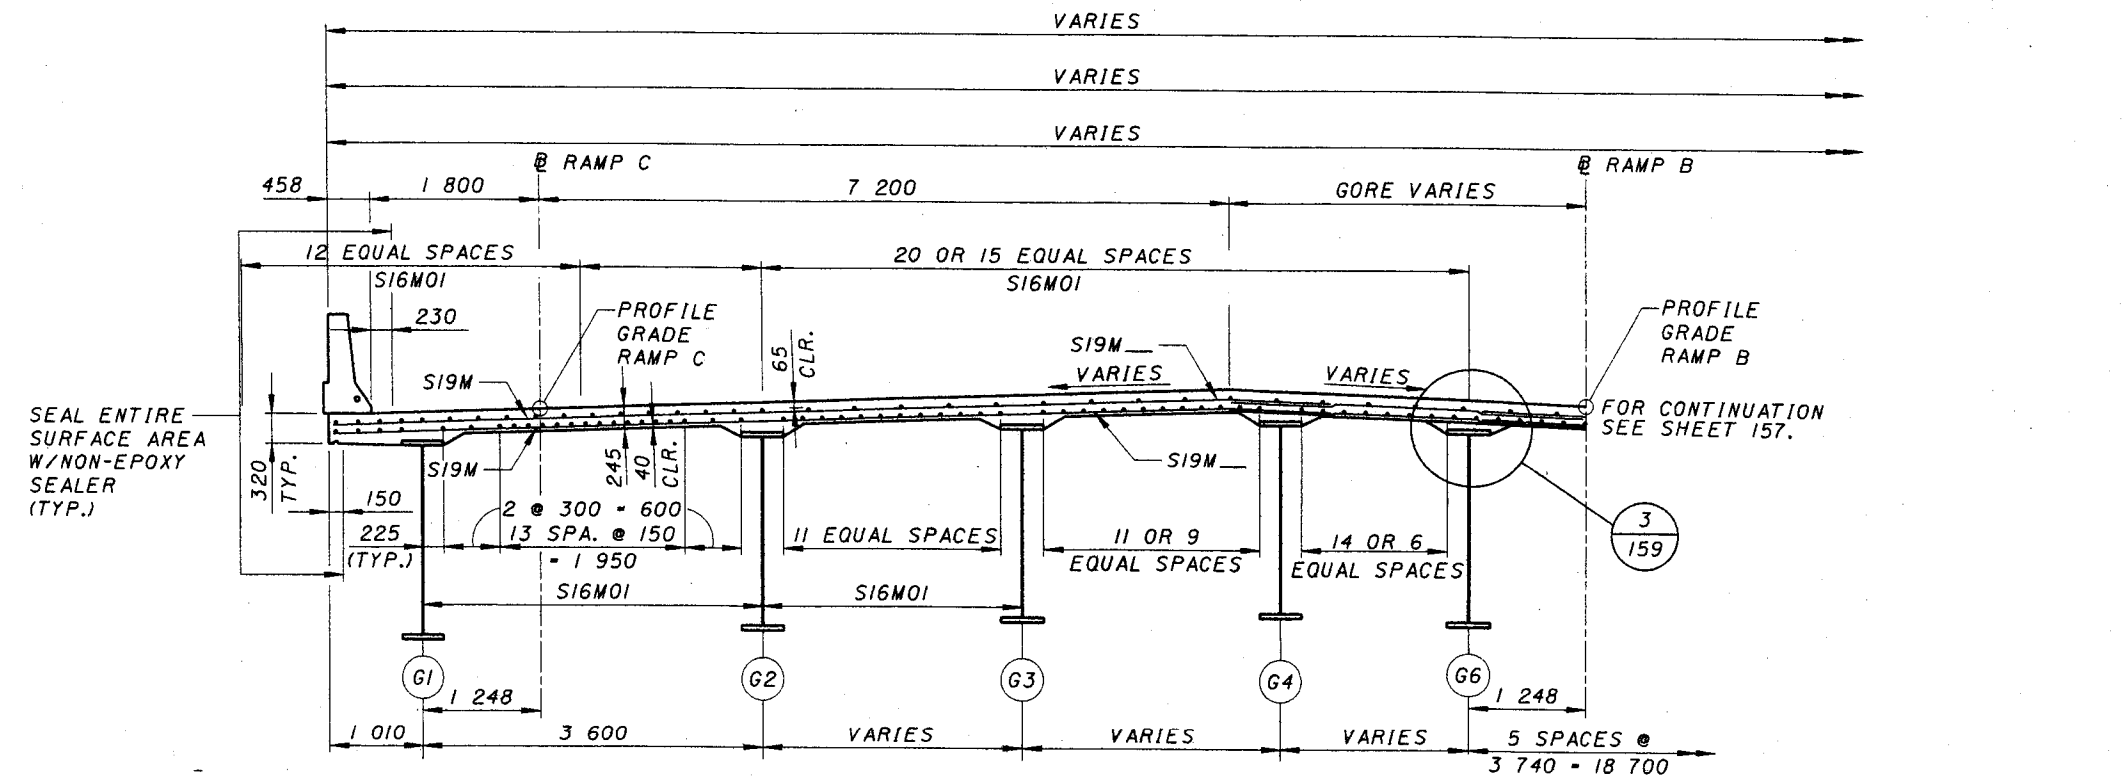 VARIES
VARIES
VARIES
℄ RAMP C
℄ RAMP B
458
1 800
7 200
GORE VARIES
12 EQUAL SPACES
S16M01
20 OR 15 EQUAL SPACES
S16M01
230
PROFILE
GRADE
RAMP C
65
CLR.
S19M__
VARIES
VARIES
PROFILE
GRADE
RAMP B
S19M
SEAL ENTIRE
SURFACE AREA
W/NON-EPOXY
SEALER
(TYP.)
FOR CONTINUATION
SEE SHEET 157.
320
TYP.
S19M
245
40
CLR.
S19M__
150
2 @ 300 = 600
225
(TYP.)
13 SPA. @ 150
= 1 950
11 EQUAL SPACES
11 OR 9
EQUAL SPACES
14 OR 6
EQUAL SPACES
3
159
S16M01
S16M01
G1
G2
G3
G4
G6
1 248
1 248
1 010
3 600
VARIES
VARIES
VARIES
5 SPACES @
3 740 = 18 700